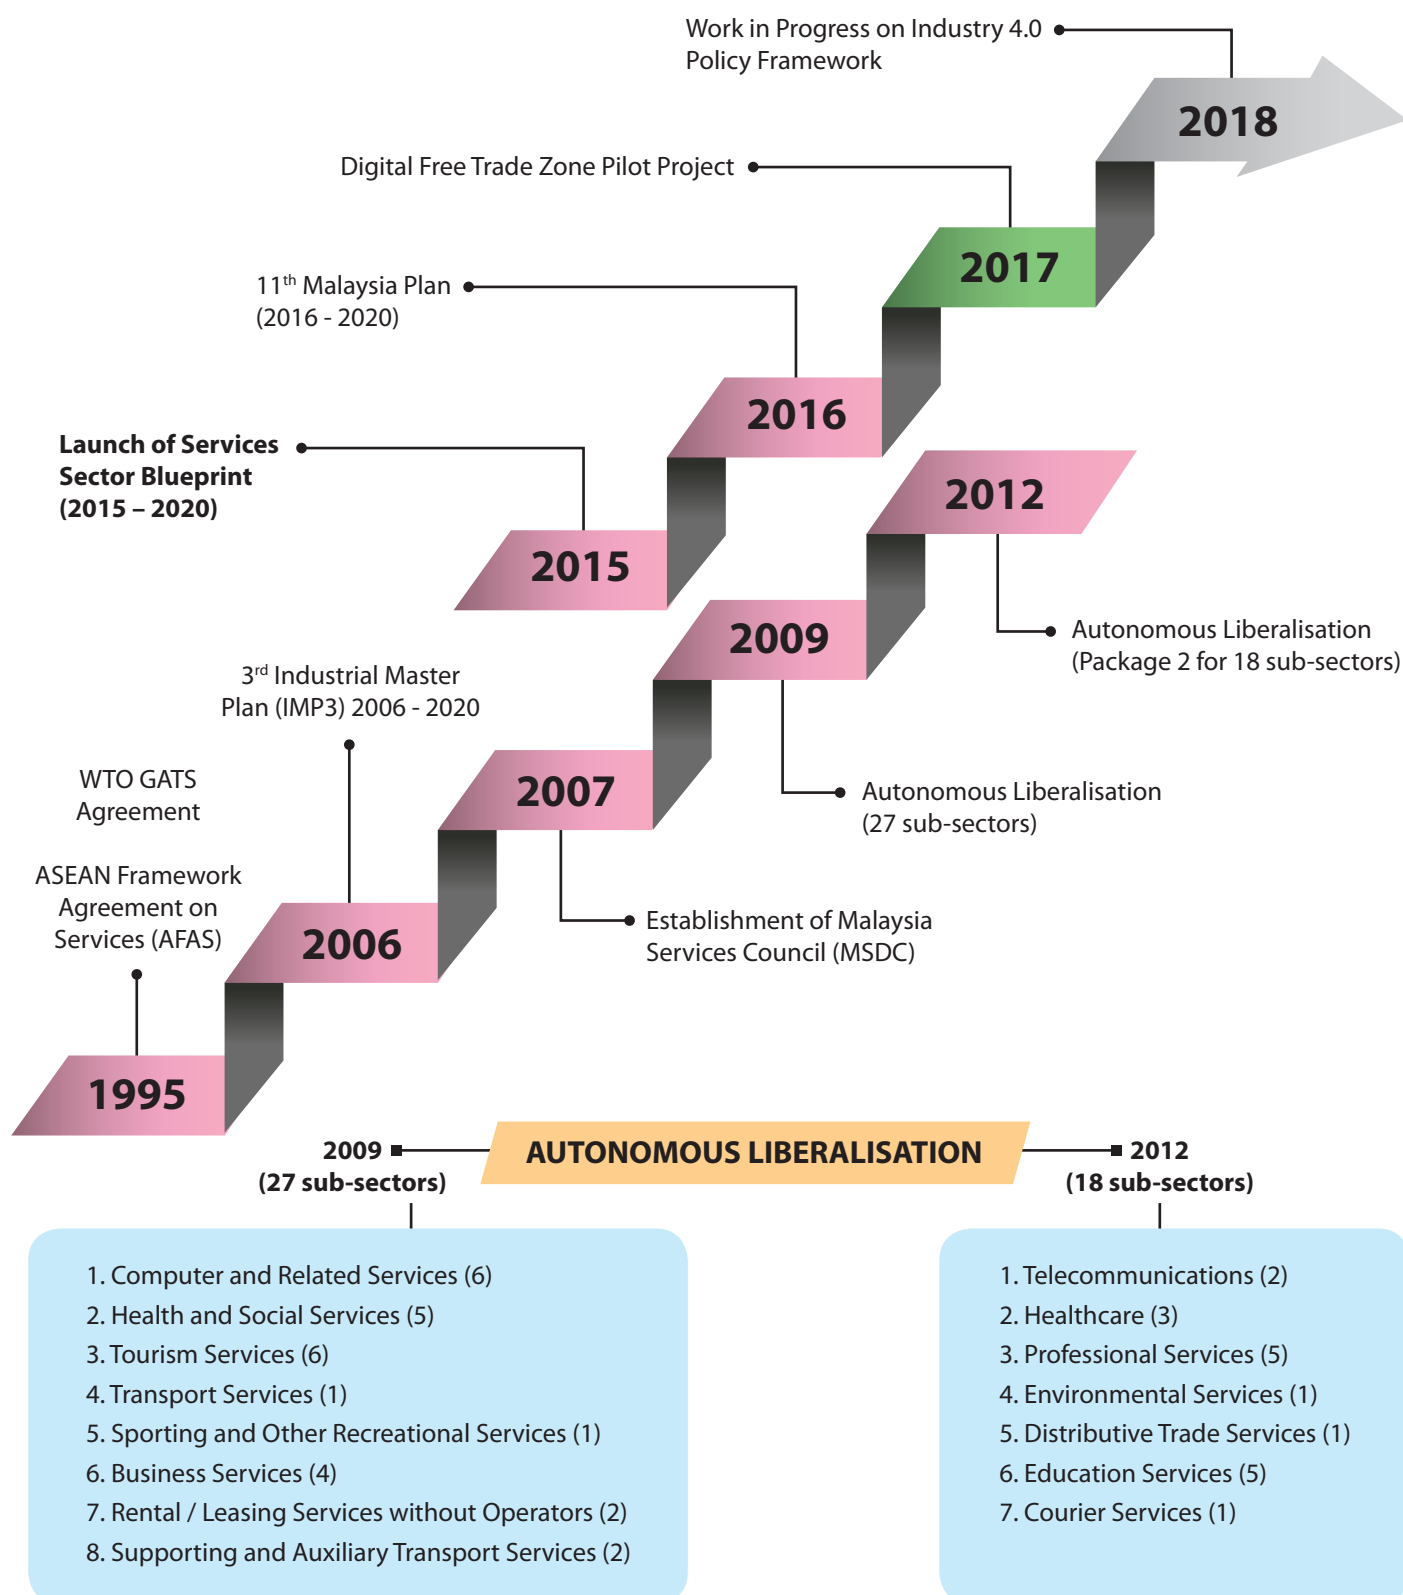 Work in Progress on Industry 4.0
Policy Framework
2018
Digital Free Trade Zone Pilot Project
2017
11th Malaysia Plan
(2016 - 2020)
2016
Launch of Services
Sector Blueprint
(2015 – 2020)
2015
2012
Autonomous Liberalisation
(Package 2 for 18 sub-sectors)
2009
Autonomous Liberalisation
(27 sub-sectors)
3rd Industrial Master
Plan (IMP3) 2006 - 2020
2007
Establishment of Malaysia
Services Council (MSDC)
WTO GATS
Agreement
ASEAN Framework
Agreement on
Services (AFAS)
2006
1995
AUTONOMOUS LIBERALISATION
2009
(27 sub-sectors)
1. Computer and Related Services (6)
2. Health and Social Services (5)
3. Tourism Services (6)
4. Transport Services (1)
5. Sporting and Other Recreational Services (1)
6. Business Services (4)
7. Rental / Leasing Services without Operators (2)
8. Supporting and Auxiliary Transport Services (2)
2012
(18 sub-sectors)
1. Telecommunications (2)
2. Healthcare (3)
3. Professional Services (5)
4. Environmental Services (1)
5. Distributive Trade Services (1)
6. Education Services (5)
7. Courier Services (1)